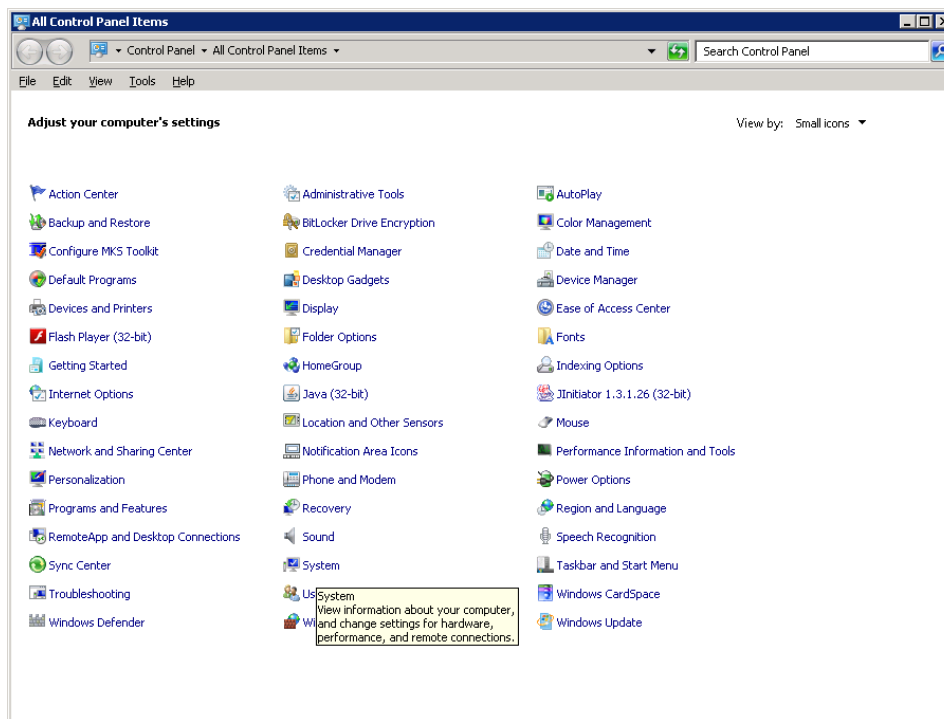 All Control Panel Items
Control Panel All Control Panel Items
Search Control Panel
File Edit View Tools Help
Adjust your computer's settings
View by: Small icons
Action Center
Administrative Tools
AutoPlay
Backup and Restore
BitLocker Drive Encryption
Color Management
Configure MKS Toolkit
Credential Manager
Date and Time
Default Programs
Desktop Gadgets
Device Manager
Devices and Printers
Display
Ease of Access Center
Flash Player (32-bit)
Folder Options
Fonts
Getting Started
HomeGroup
Indexing Options
Internet Options
Java (32-bit)
JInitiator 1.3.1.26 (32-bit)
Keyboard
Location and Other Sensors
Mouse
Network and Sharing Center
Notification Area Icons
Performance Information and Tools
Personalization
Phone and Modem
Power Options
Programs and Features
Recovery
Region and Language
RemoteApp and Desktop Connections
Sound
Speech Recognition
Sync Center
System
Taskbar and Start Menu
Troubleshooting
Us
Windows CardSpace
Windows Defender
Wi
Windows Update
System
View information about your computer,
and change settings for hardware,
performance, and remote connections.